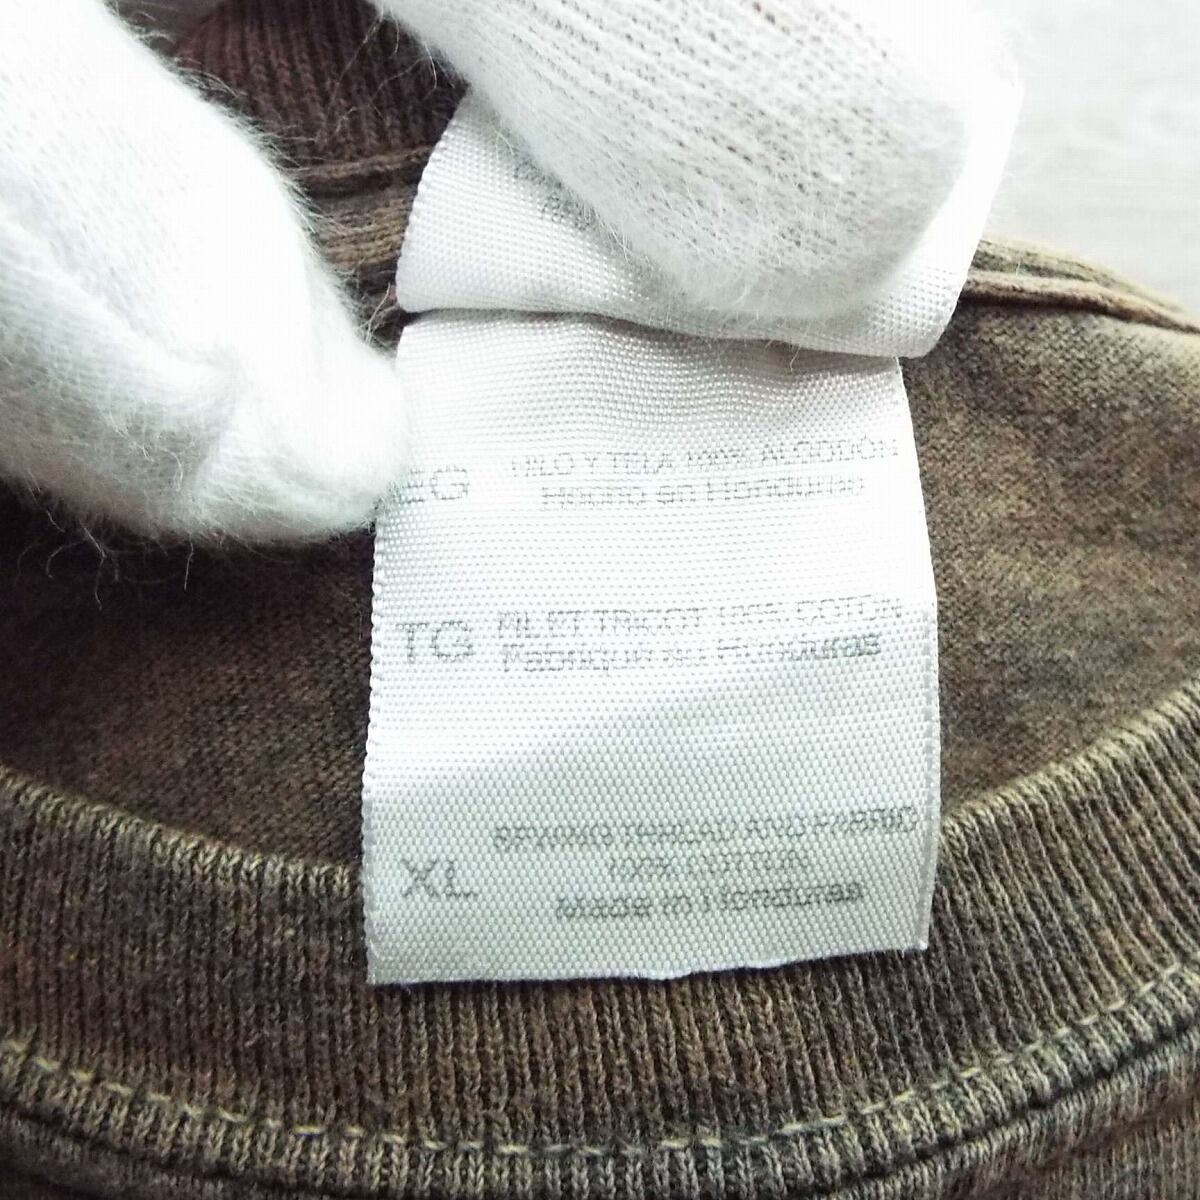 EG HILO Y TELA 100% ALGODÓN
Hecho en Honduras
TG FILET TRICOT 100% COTON
Fabriqué au Honduras
SEWING THREAD AND FABRIC
XL 100% COTTON
Made in Honduras